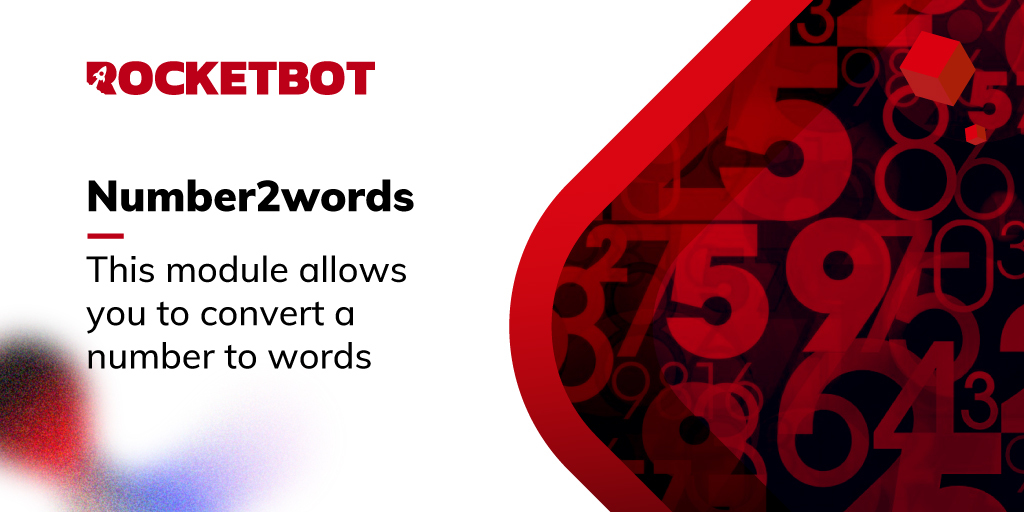 ROCKETBOT
Number2words
This module allows
you to convert a
number to words